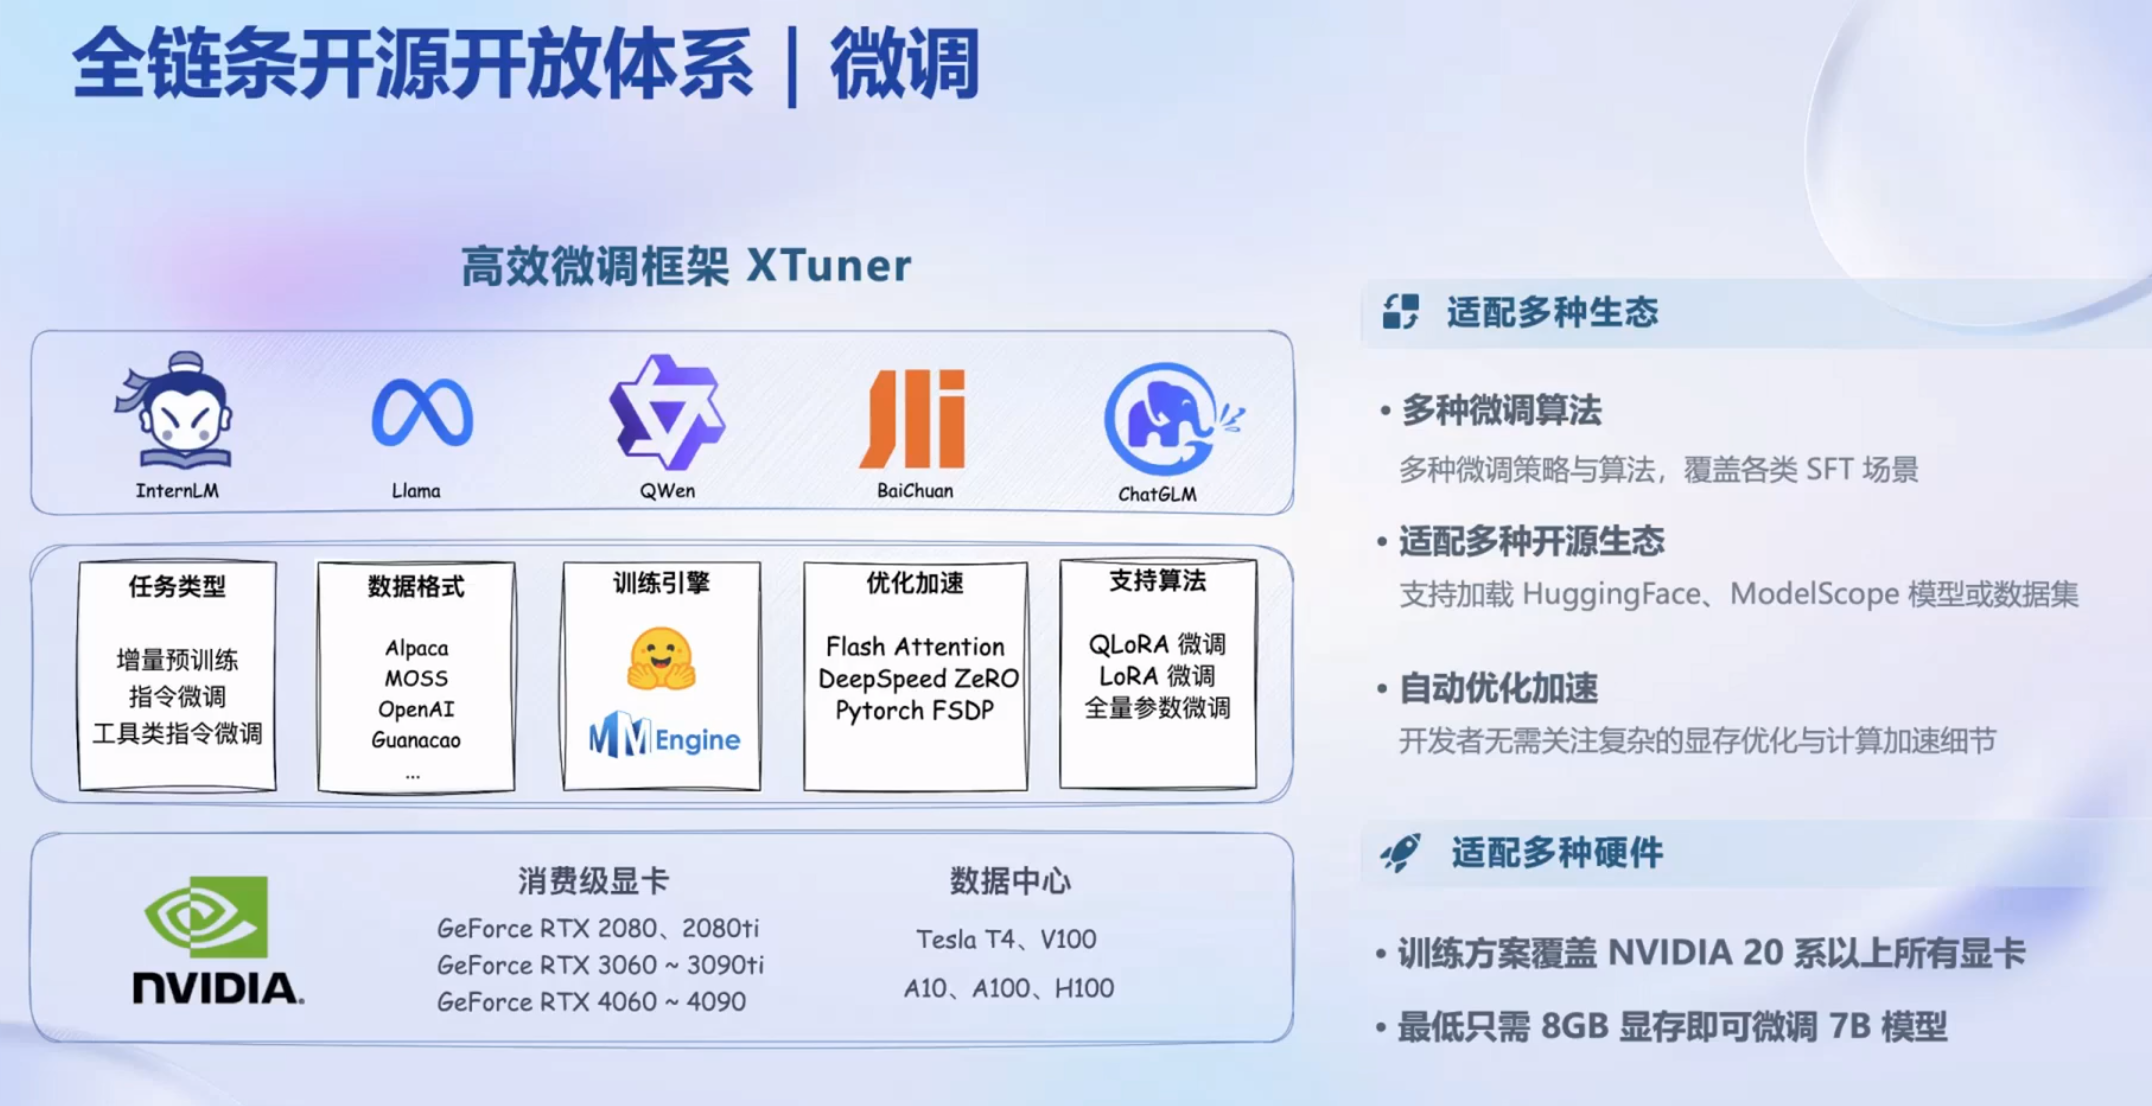 全链条开源开放体系 | 微调
高效微调框架 XTuner
InternLM
Llama
QWen
BaiChuan
ChatGLM
任务类型
增量预训练
指令微调
工具类指令微调
数据格式
Alpaca
MOSS
OpenAI
Guanacao
...
训练引擎
MMEngine
优化加速
Flash Attention
DeepSpeed ZeRO
Pytorch FSDP
支持算法
QLoRA 微调
LoRA 微调
全量参数微调
NVIDIA.
消费级显卡
GeForce RTX 2080、2080ti
GeForce RTX 3060 ~ 3090ti
GeForce RTX 4060 ~ 4090
数据中心
Tesla T4、V100
A10、A100、H100
适配多种生态
• 多种微调算法
多种微调策略与算法，覆盖各类 SFT 场景
• 适配多种开源生态
支持加载 HuggingFace、ModelScope 模型或数据集
• 自动优化加速
开发者无需关注复杂的显存优化与计算加速细节
适配多种硬件
• 训练方案覆盖 NVIDIA 20 系以上所有显卡
• 最低只需 8GB 显存即可微调 7B 模型